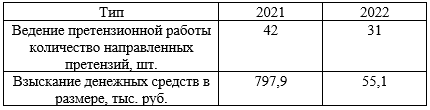 Тип 2021 2022
Ведение претензионной работы
количество направленных
претензий, шт. 42 31
Взыскание денежных средств в
размере, тыс. руб. 797,9 55,1